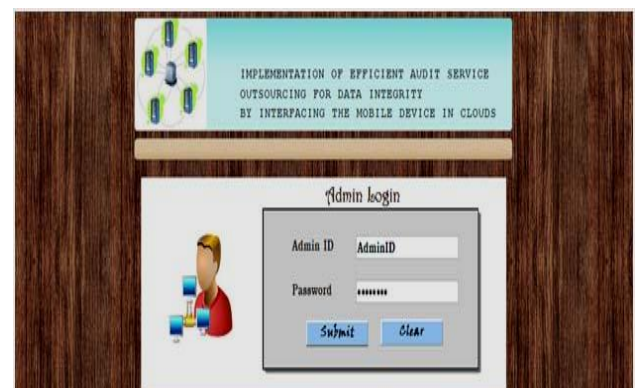 IMPLEMENTATION OF EFFICIENT AUDIT SERVICE
OUTSOURCING FOR DATA INTEGRITY
BY INTERFACING THE MOBILE DEVICE IN CLOUDS
Admin Login
Admin ID AdminID
Password ••••••••
Submit Clear